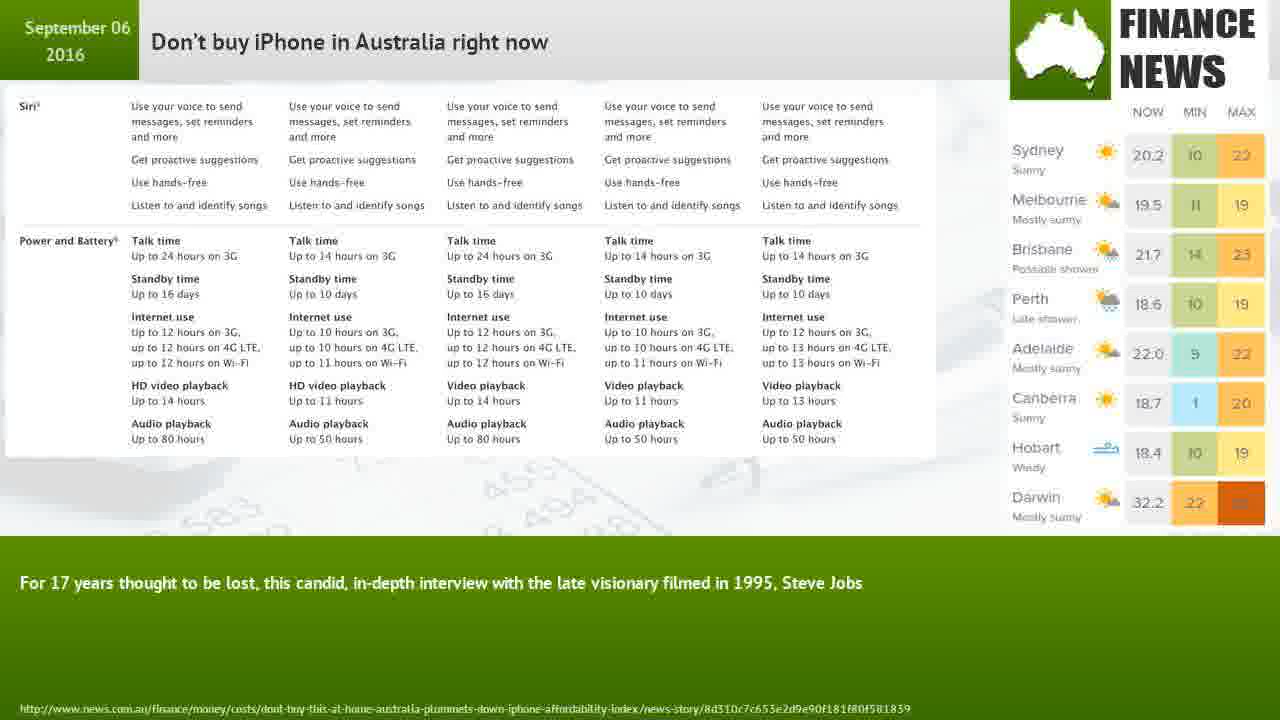 September 06
2016
Don't buy iPhone in Australia right now
FINANCE
NEWS
Siri¹
Use your voice to send messages, set reminders and more
Get proactive suggestions
Use hands-free
Listen to and identify songs
Use your voice to send messages, set reminders and more
Get proactive suggestions
Use hands-free
Listen to and identify songs
Use your voice to send messages, set reminders and more
Get proactive suggestions
Use hands-free
Listen to and identify songs
Use your voice to send messages, set reminders and more
Get proactive suggestions
Use hands-free
Listen to and identify songs
Use your voice to send messages, set reminders and more
Get proactive suggestions
Use hands-free
Listen to and identify songs
Power and Battery
Talk time
Up to 24 hours on 3G
Standby time
Up to 16 days
Internet use
Up to 12 hours on 3G,
up to 12 hours on 4G LTE,
up to 12 hours on Wi-Fi
HD video playback
Up to 14 hours
Audio playback
Up to 80 hours
Talk time
Up to 14 hours on 3G
Standby time
Up to 10 days
Internet use
Up to 10 hours on 3G,
up to 10 hours on 4G LTE,
up to 11 hours on Wi-Fi
HD video playback
Up to 11 hours
Audio playback
Up to 50 hours
Talk time
Up to 24 hours on 3G
Standby time
Up to 16 days
Internet use
Up to 12 hours on 3G,
up to 12 hours on 4G LTE,
up to 12 hours on Wi-Fi
Video playback
Up to 14 hours
Audio playback
Up to 80 hours
Talk time
Up to 14 hours on 3G
Standby time
Up to 10 days
Internet use
Up to 10 hours on 3G,
up to 10 hours on 4G LTE,
up to 11 hours on Wi-Fi
Video playback
Up to 11 hours
Audio playback
Up to 50 hours
Talk time
Up to 14 hours on 3G
Standby time
Up to 10 days
Internet use
Up to 12 hours on 3G,
up to 13 hours on 4G LTE,
up to 13 hours on Wi-Fi
Video playback
Up to 13 hours
Audio playback
Up to 50 hours
NOW MIN MAX
Sydney 20.2 10 22
Sunny
Melbourne 19.5 11 19
Mostly sunny
Brisbane 21.7 14 23
Possible shower
Perth 18.6 10 19
Late shower
Adelaide 22.0 9 22
Mostly sunny
Canberra 18.7 1 20
Sunny
Hobart 18.4 10 19
Windy
Darwin 32.2 22
Mostly sunny
583
455
494
For 17 years thought to be lost, this candid, in-depth interview with the late visionary filmed in 1995, Steve Jobs
http://www.news.com.au/finance/money/costs/dont-buy-this-at-home-australia-plummets-down-iphone-affordability-index/news-story/8d310c7c653e2d9e90f181f80f581839